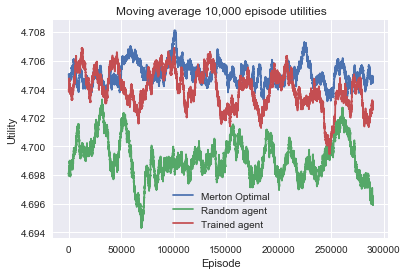 Moving average 10,000 episode utilities
4.708
4.706
4.704
4.702
4.700
4.698
4.696
4.694
Utility
Merton Optimal
Random agent
Trained agent
0 50000 100000 150000 200000 250000 300000
Episode